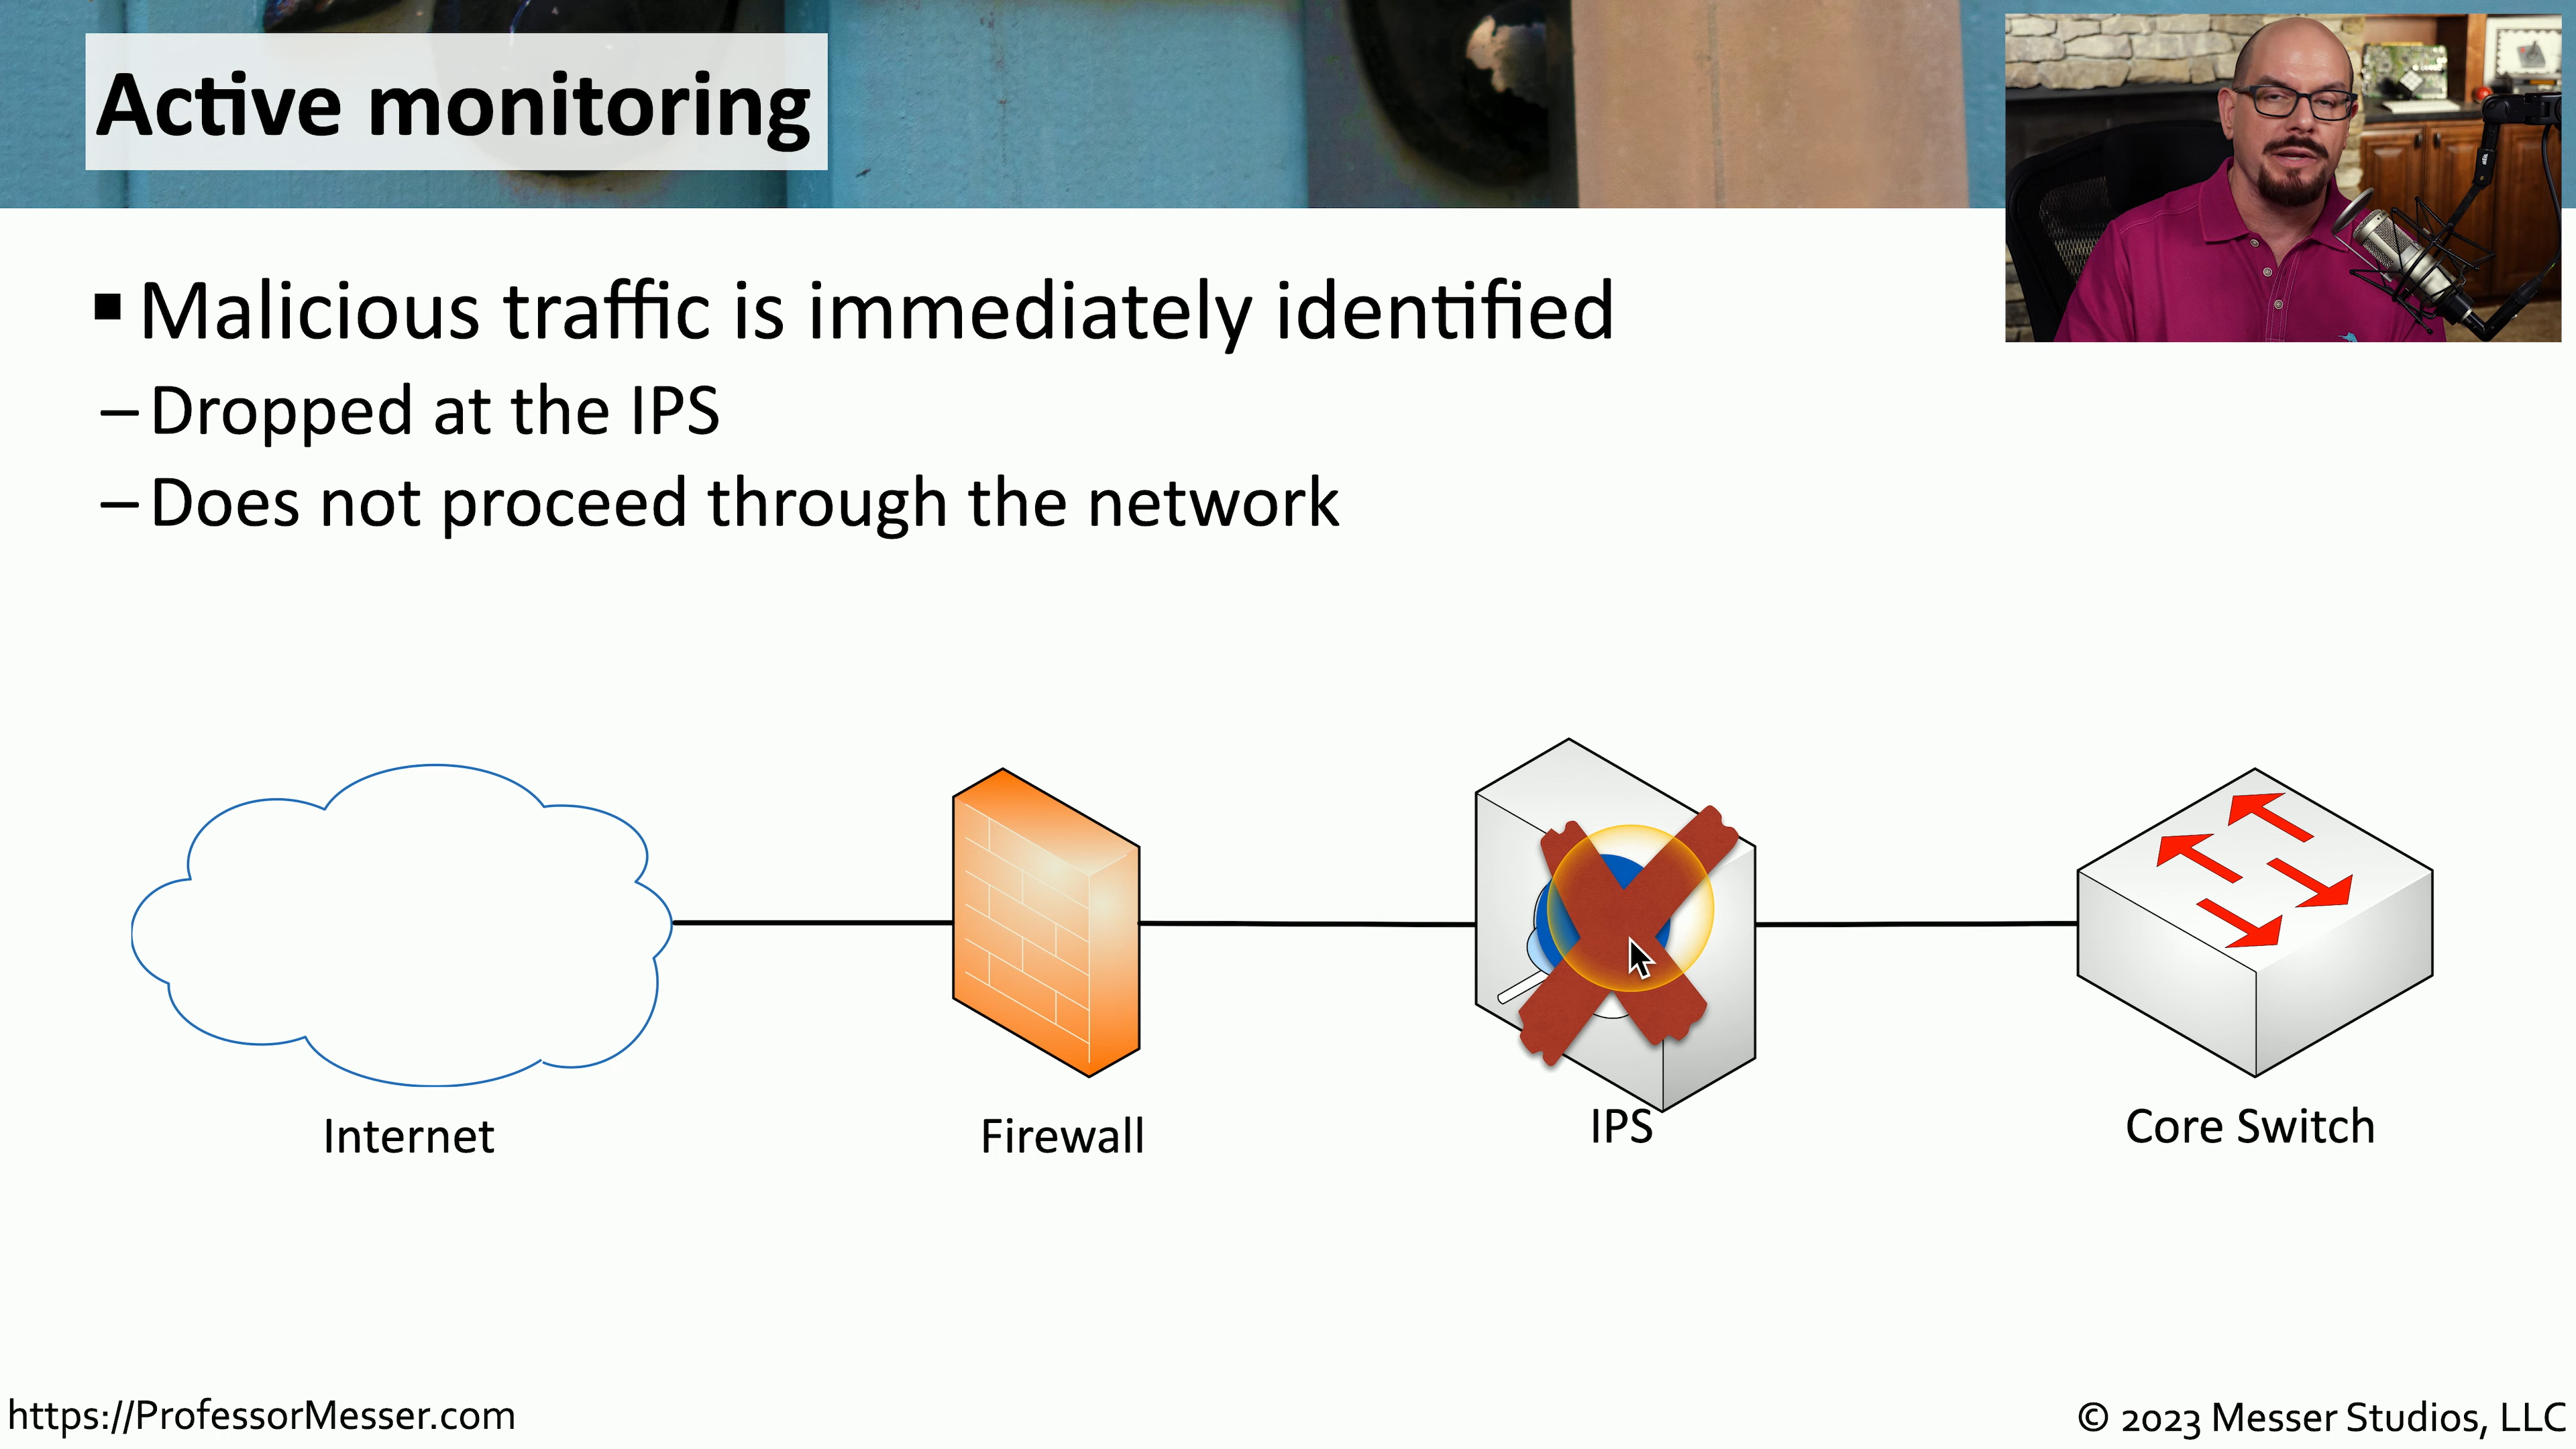 Active monitoring
▪ Malicious traffic is immediately identified
– Dropped at the IPS
– Does not proceed through the network
Internet
Firewall
IPS
Core Switch
https://ProfessorMesser.com
© 2023 Messer Studios, LLC